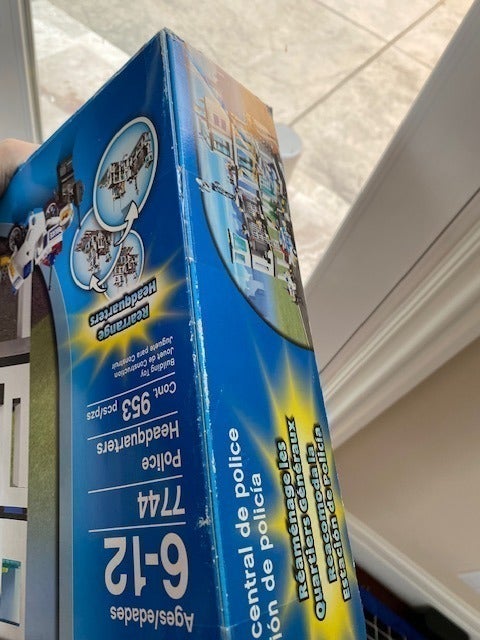 Ages/edades
6-12
7744
Police
Headquarters
Cont. 953 pcs/pzs
Building Toy
Jouet de Construction
Juguete para Construir
Rearrange
Headquarters
central de police
ión de policía
Réaménage les
Quartiers Généraux
Reacomoda la
Estación de Policía